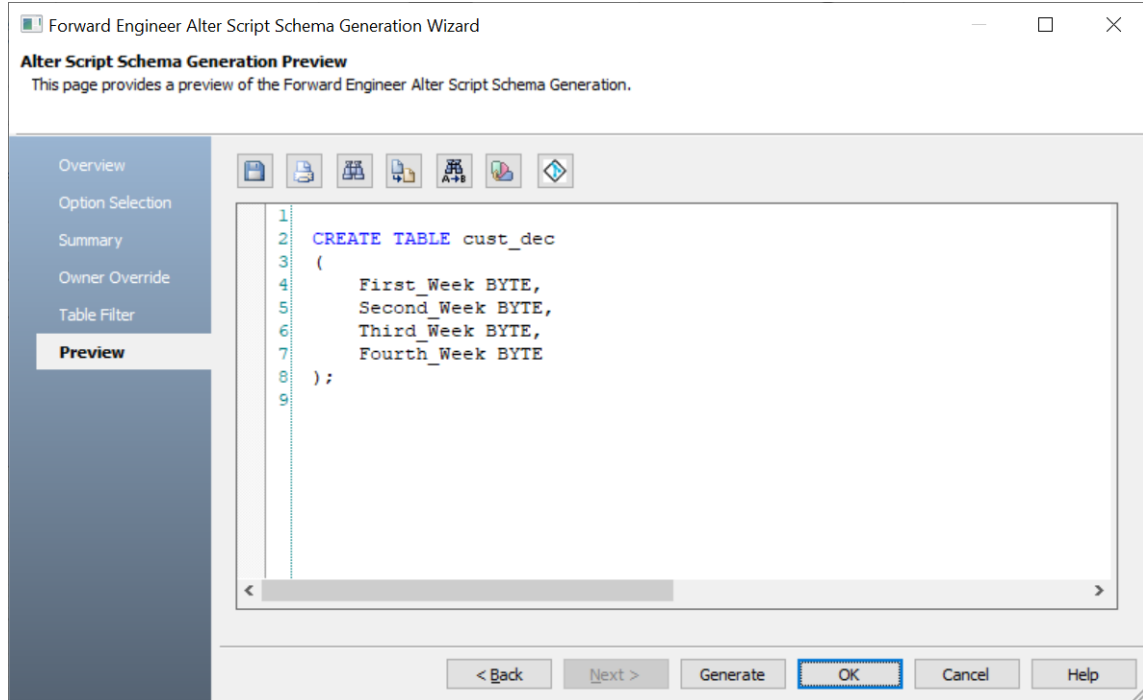 Forward Engineer Alter Script Schema Generation Wizard
Alter Script Schema Generation Preview
This page provides a preview of the Forward Engineer Alter Script Schema Generation.
Overview
Option Selection
Summary
Owner Override
Table Filter
Preview
A→B
1
2 CREATE TABLE cust_dec
3 (
4 First_Week BYTE,
5 Second_Week BYTE,
6 Third_Week BYTE,
7 Fourth_Week BYTE
8 );
9
< Back Next > Generate OK Cancel Help